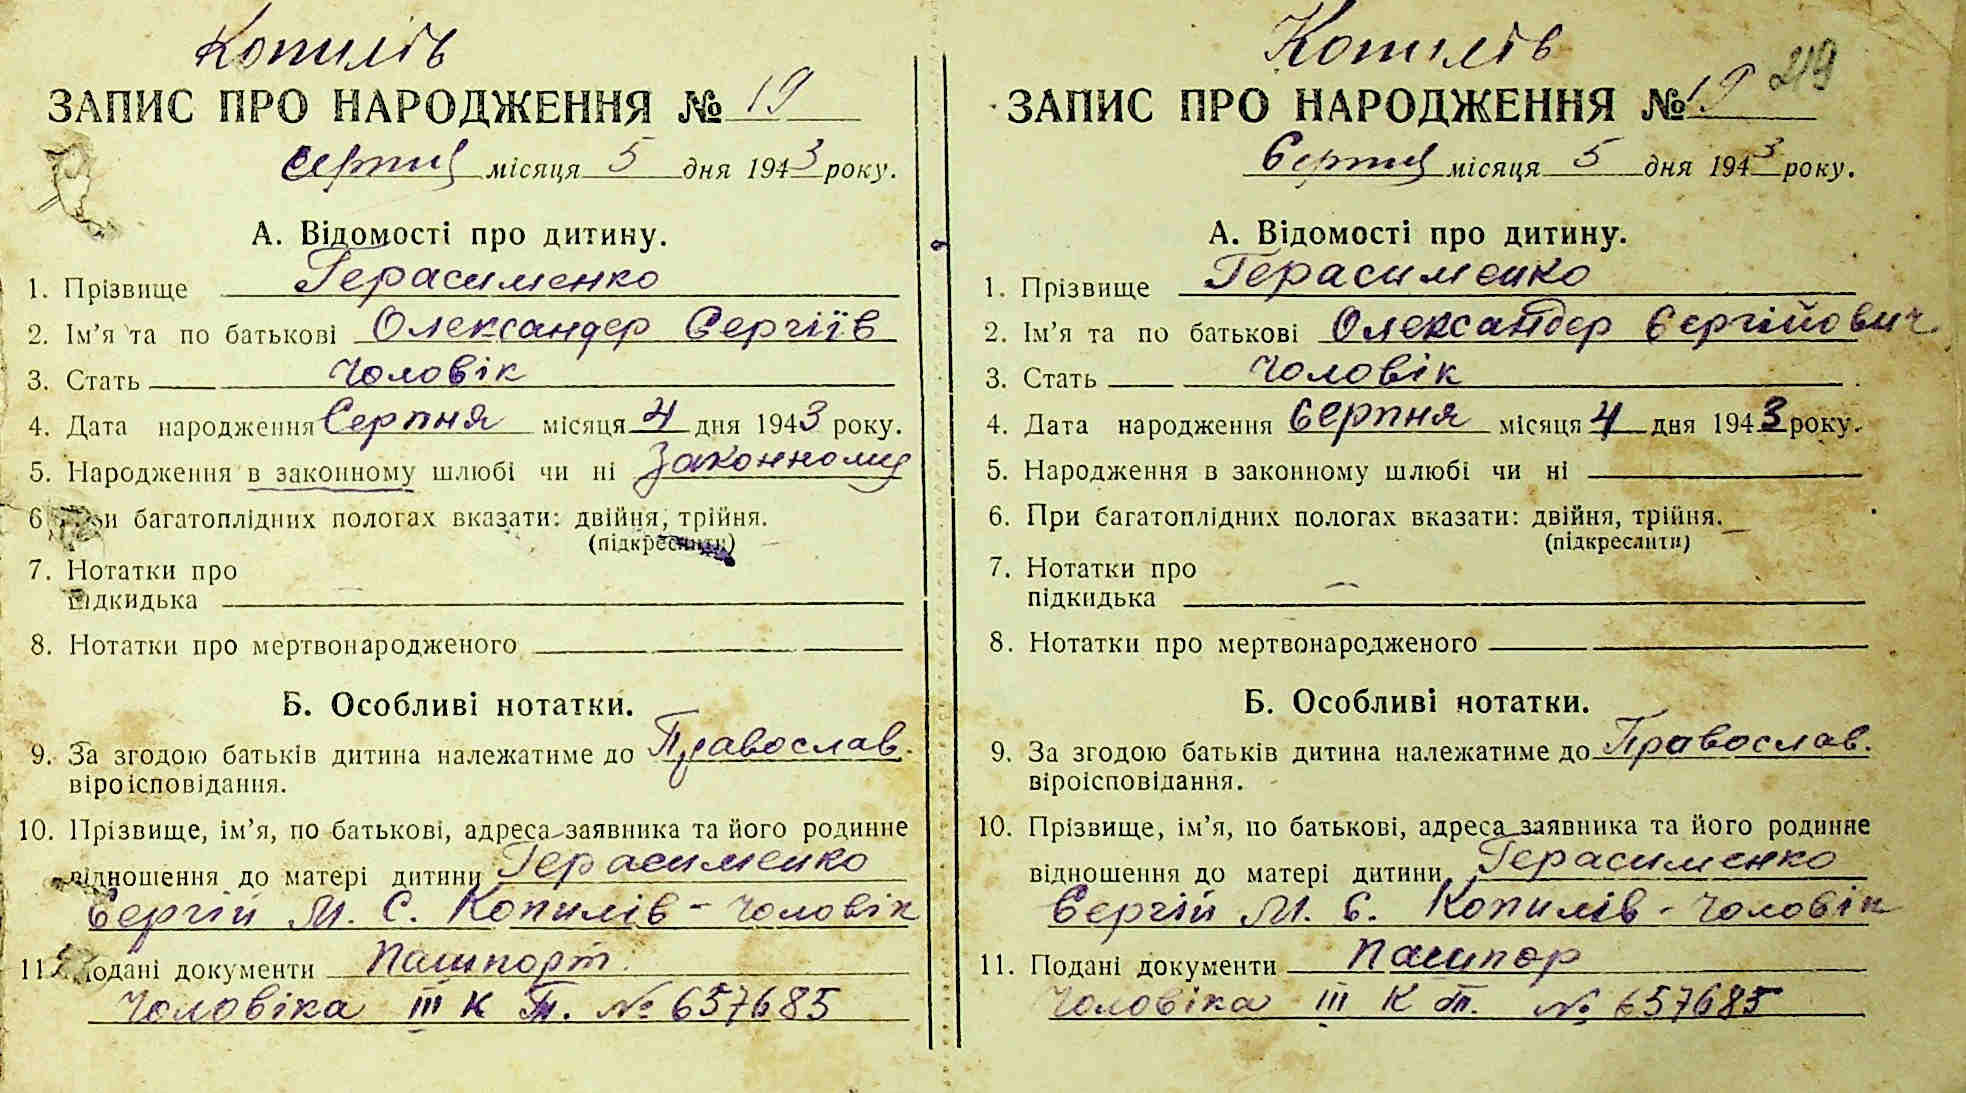 Копилів
ЗАПИС ПРО НАРОДЖЕННЯ № 19
Серпня місяця 5 дня 1943 року.
А. Відомості про дитину.
1. Прізвище Герасименко
2. Ім’я та по батькові Олександер Сергіїв
3. Стать Чоловік
4. Дата народження Серпня місяця 4 дня 1943 року.
5. Народження в законному шлюбі чи ні Законному
6. При багатоплідних пологах вказати: двійня, трійня.
(підкреслити)
7. Нотатки про
підкидька
8. Нотатки про мертвонародженого
Б. Особливі нотатки.
9. За згодою батьків дитина належатиме до Православ.
віроісповідання.
10. Прізвище, ім’я, по батькові, адреса заявника та його родинне
відношення до матері дитини Герасименко
Сергій М. С. Копилів - Чоловік
11. Подані документи Пашпорт.
Чоловіка III К Т. № 657685
Копилів
ЗАПИС ПРО НАРОДЖЕННЯ № 19 219
Серпня місяця 5 дня 1943 року.
А. Відомості про дитину.
1. Прізвище Герасименко
2. Ім’я та по батькові Олександер Сергійович
3. Стать Чоловік
4. Дата народження Серпня місяця 4 дня 1943 року.
5. Народження в законному шлюбі чи ні
6. При багатоплідних пологах вказати: двійня, трійня.
(підкреслити)
7. Нотатки про
підкидька
8. Нотатки про мертвонародженого
Б. Особливі нотатки.
9. За згодою батьків дитина належатиме до Православ.
віроісповідання.
10. Прізвище, ім’я, по батькові, адреса заявника та його родинне
відношення до матері дитини Герасименко
Сергій М. С. Копилів - Чоловік
11. Подані документи Пашпор
Чоловіка III К Т. № 657685